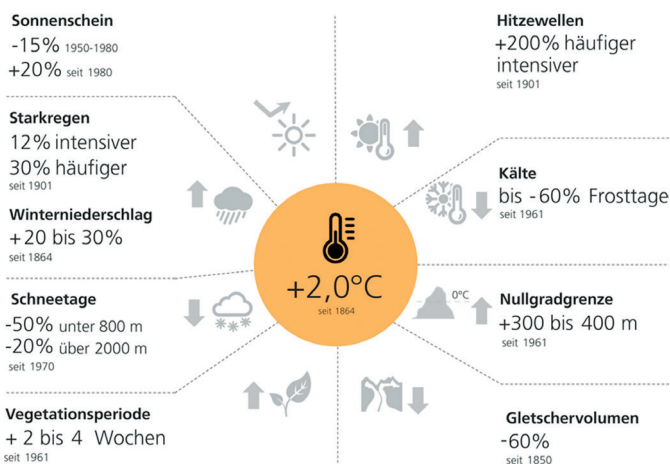 Sonnenschein
-15% 1950-1980
+20% seit 1980
Starkregen
12% intensiver
30% häufiger
seit 1901
Winterniederschlag
+20 bis 30%
seit 1864
Schneetage
-50% unter 800 m
-20% über 2000 m
seit 1970
Vegetationsperiode
+ 2 bis 4 Wochen
seit 1961
+2,0°C
seit 1864
0°C
Hitzewellen
+200% häufiger
intensiver
seit 1901
Kälte
bis -60% Frosttage
seit 1961
Nullgradgrenze
+300 bis 400 m
seit 1961
Gletschervolumen
-60%
seit 1850